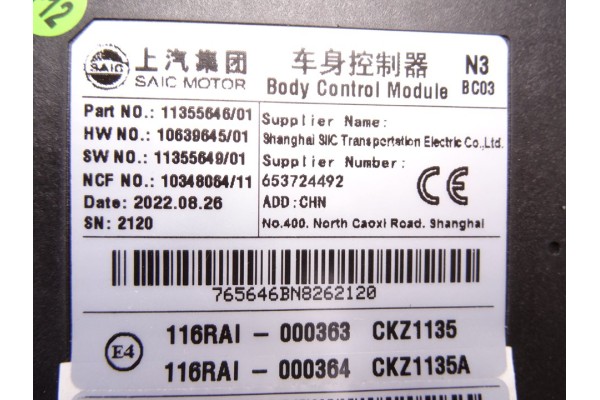 12
SAIC 上汽集团
SAIC MOTOR
车身控制器
Body Control Module
N3
BC03
Part NO.: 11355646/01
HW NO.: 10639645/01
SW NO.: 11355649/01
NCF NO.: 10348064/11
Date: 2022.08.26
SN: 2120
Supplier Name:
Shanghai SIIC Transportation Electric Co.,Ltd.
Supplier Number:
653724492
ADD: CHN
No.400. North Caoxi Road. Shanghai
CE
765646BN8262120
E4
116RAI - 000363 CKZ1135
116RAI - 000364 CKZ1135A